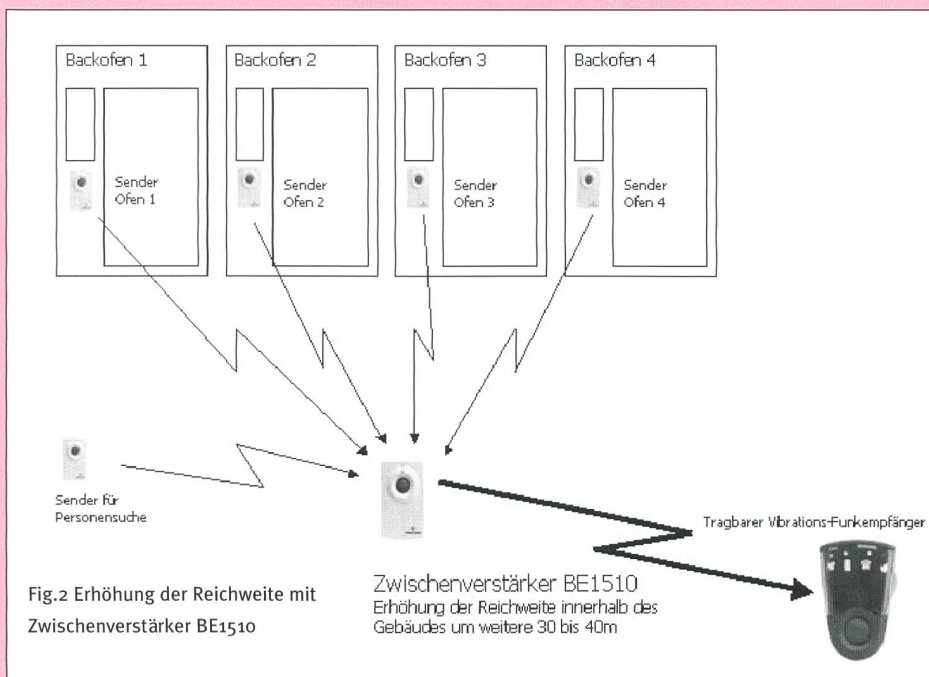 Backofen 1
Backofen 2
Backofen 3
Backofen 4
Sender
Ofen 1
Sender
Ofen 2
Sender
Ofen 3
Sender
Ofen 4
Sender für
Personensuche
Tragbarer Vibrations-Funkempfänger
Fig.2 Erhöhung der Reichweite mit
Zwischenverstärker BE1510
Zwischenverstärker BE1510
Erhöhung der Reichweite innerhalb des
Gebäudes um weitere 30 bis 40m